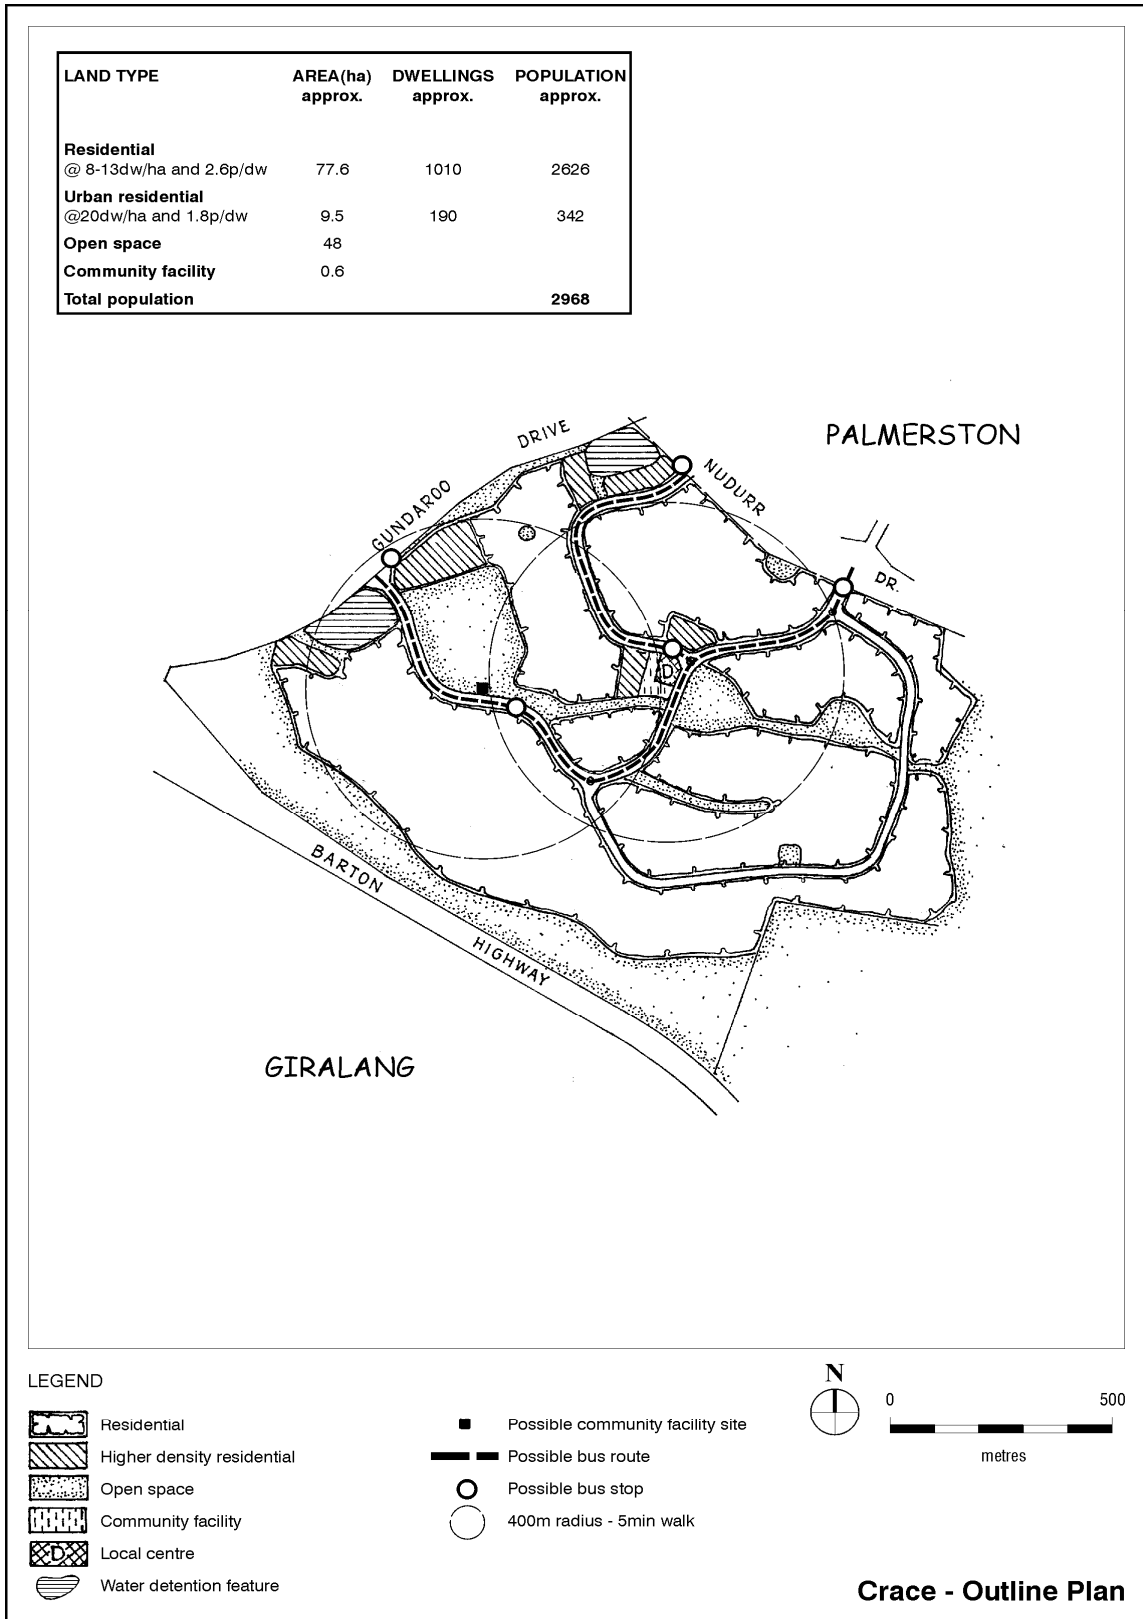 LAND TYPE AREA(ha) DWELLINGS POPULATION
approx. approx. approx.
Residential
@ 8-13dw/ha and 2.6p/dw 77.6 1010 2626
Urban residential
@20dw/ha and 1.8p/dw 9.5 190 342
Open space 48
Community facility 0.6
Total population 2968
PALMERSTON
GUNDAROO DRIVE
NUDURR DR.
D
BARTON HIGHWAY
GIRALANG
LEGEND
Residential
Higher density residential
Open space
Community facility
D Local centre
Water detention feature
Possible community facility site
Possible bus route
Possible bus stop
400m radius - 5min walk
N
0 500
metres
Crace - Outline Plan